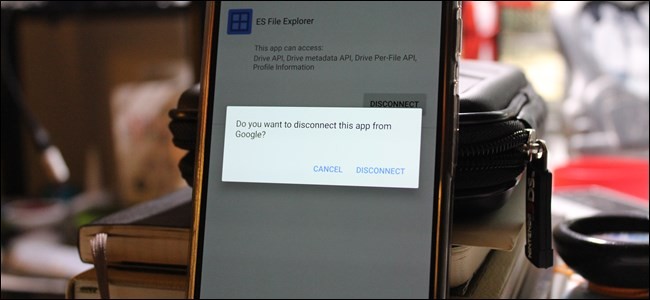 ES File Explorer
This app can access:
Drive API, Drive metadata API, Drive Per-File API,
Profile Information
DISCONNECT
Do you want to disconnect this app from
Google?
CANCEL DISCONNECT